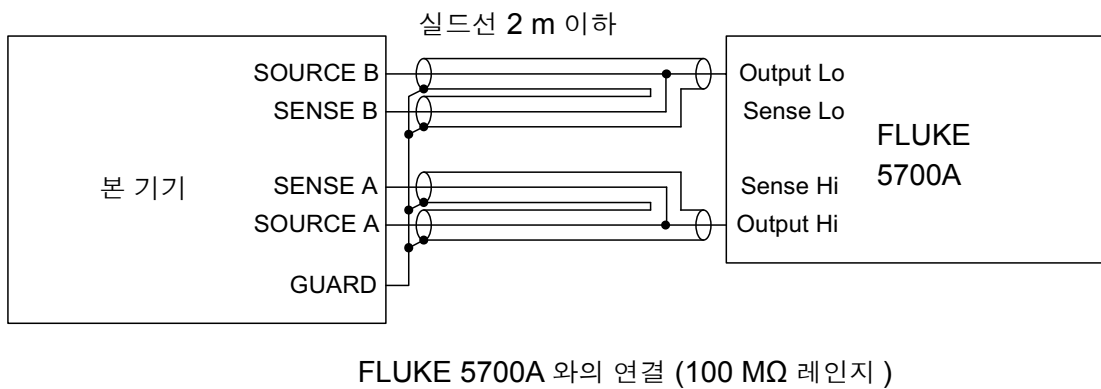 실드선 2 m 이하
SOURCE B
SENSE B
본 기기
SENSE A
SOURCE A
GUARD
Output Lo
Sense Lo
FLUKE
5700A
Sense Hi
Output Hi
FLUKE 5700A 와의 연결 (100 MΩ 레인지 )